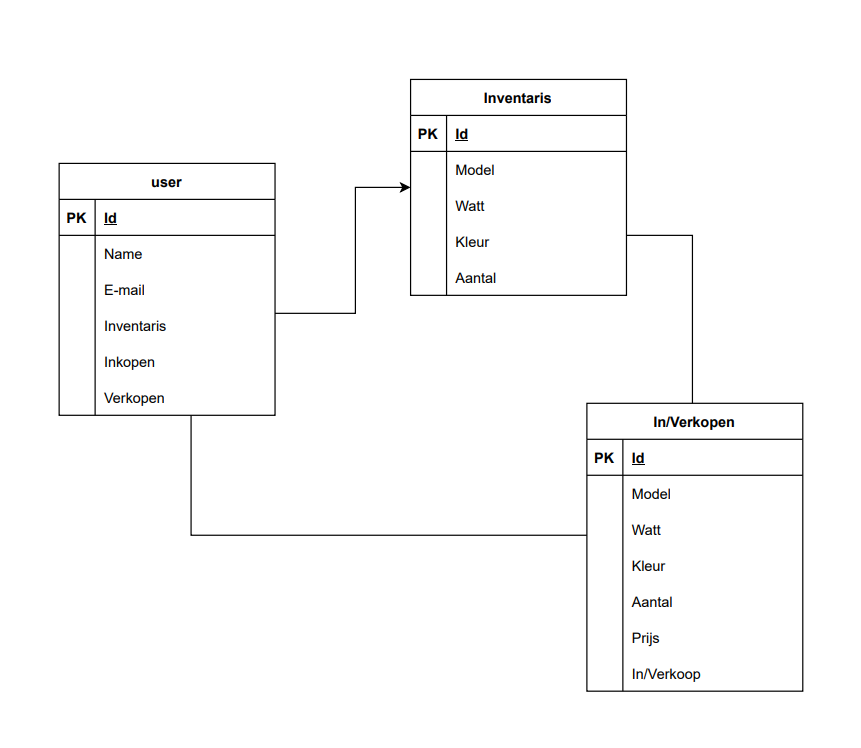 Inventaris
PK Id
Model
Watt
Kleur
Aantal
user
PK Id
Name
E-mail
Inventaris
Inkopen
Verkopen
In/Verkopen
PK Id
Model
Watt
Kleur
Aantal
Prijs
In/Verkoop